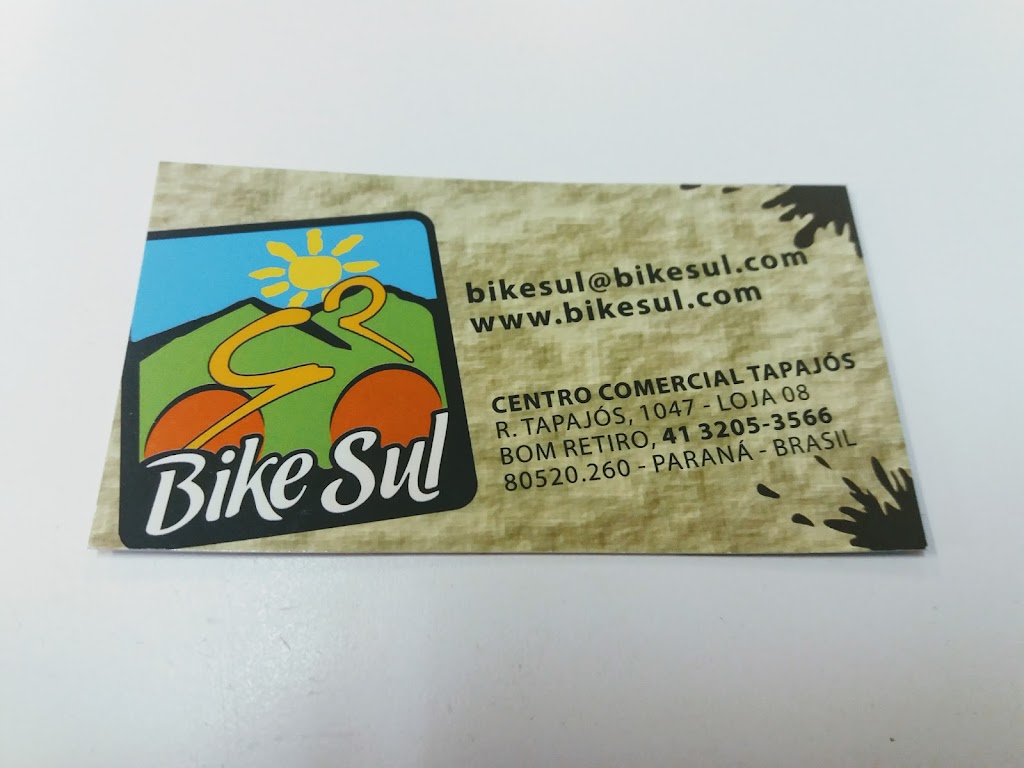 Bike Sul
bikesul@bikesul.com
www.bikesul.com
CENTRO COMERCIAL TAPAJÓS
R. TAPAJÓS, 1047 - LOJA 08
BOM RETIRO, 41 3205-3566
80520.260 - PARANÁ - BRASIL